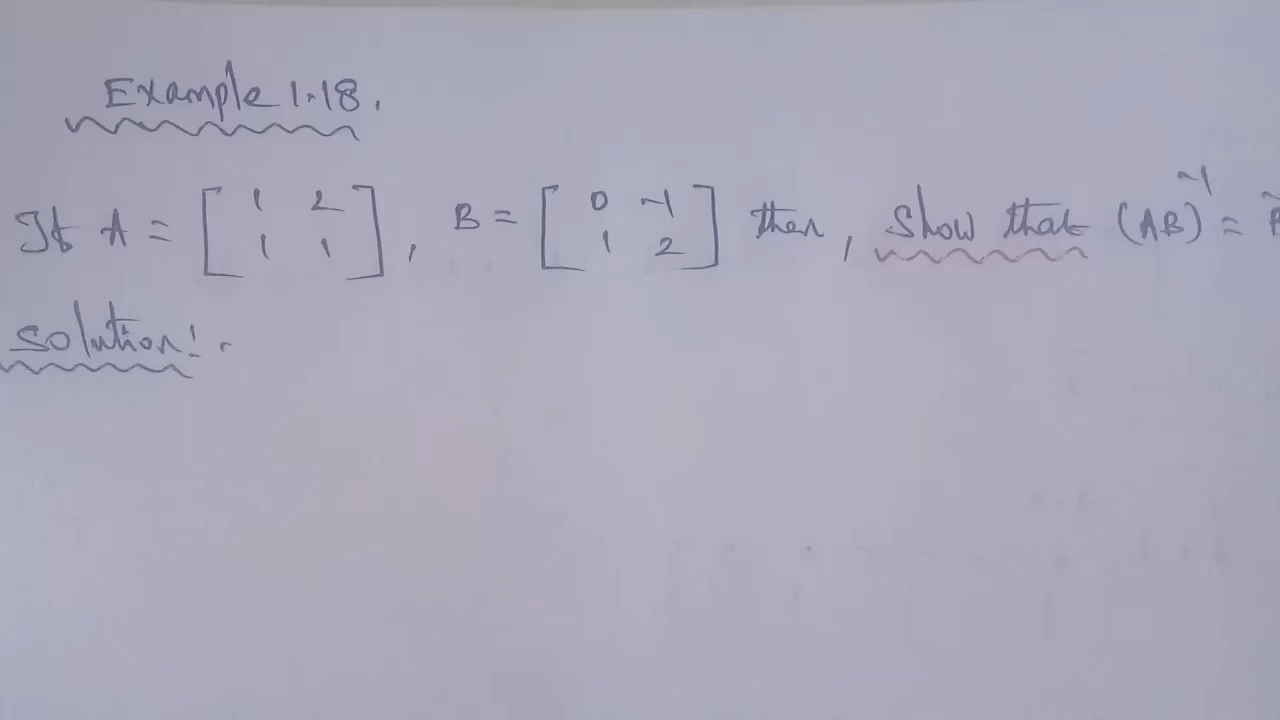 Example 1.18.
If A = [ 1 2 1 1 ], B = [ 0 -1 1 2 ] then, show that (AB)⁻¹ =
solution:-